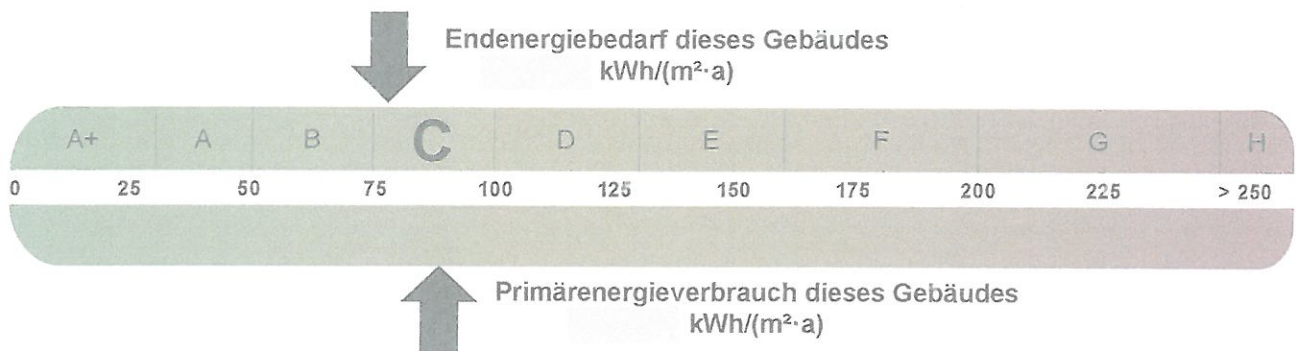 Endenergiebedarf dieses Gebäudes
kWh/(m²·a)
A+ A B C D E F G H
0 25 50 75 100 125 150 175 200 225 > 250
Primärenergieverbrauch dieses Gebäudes
kWh/(m²·a)